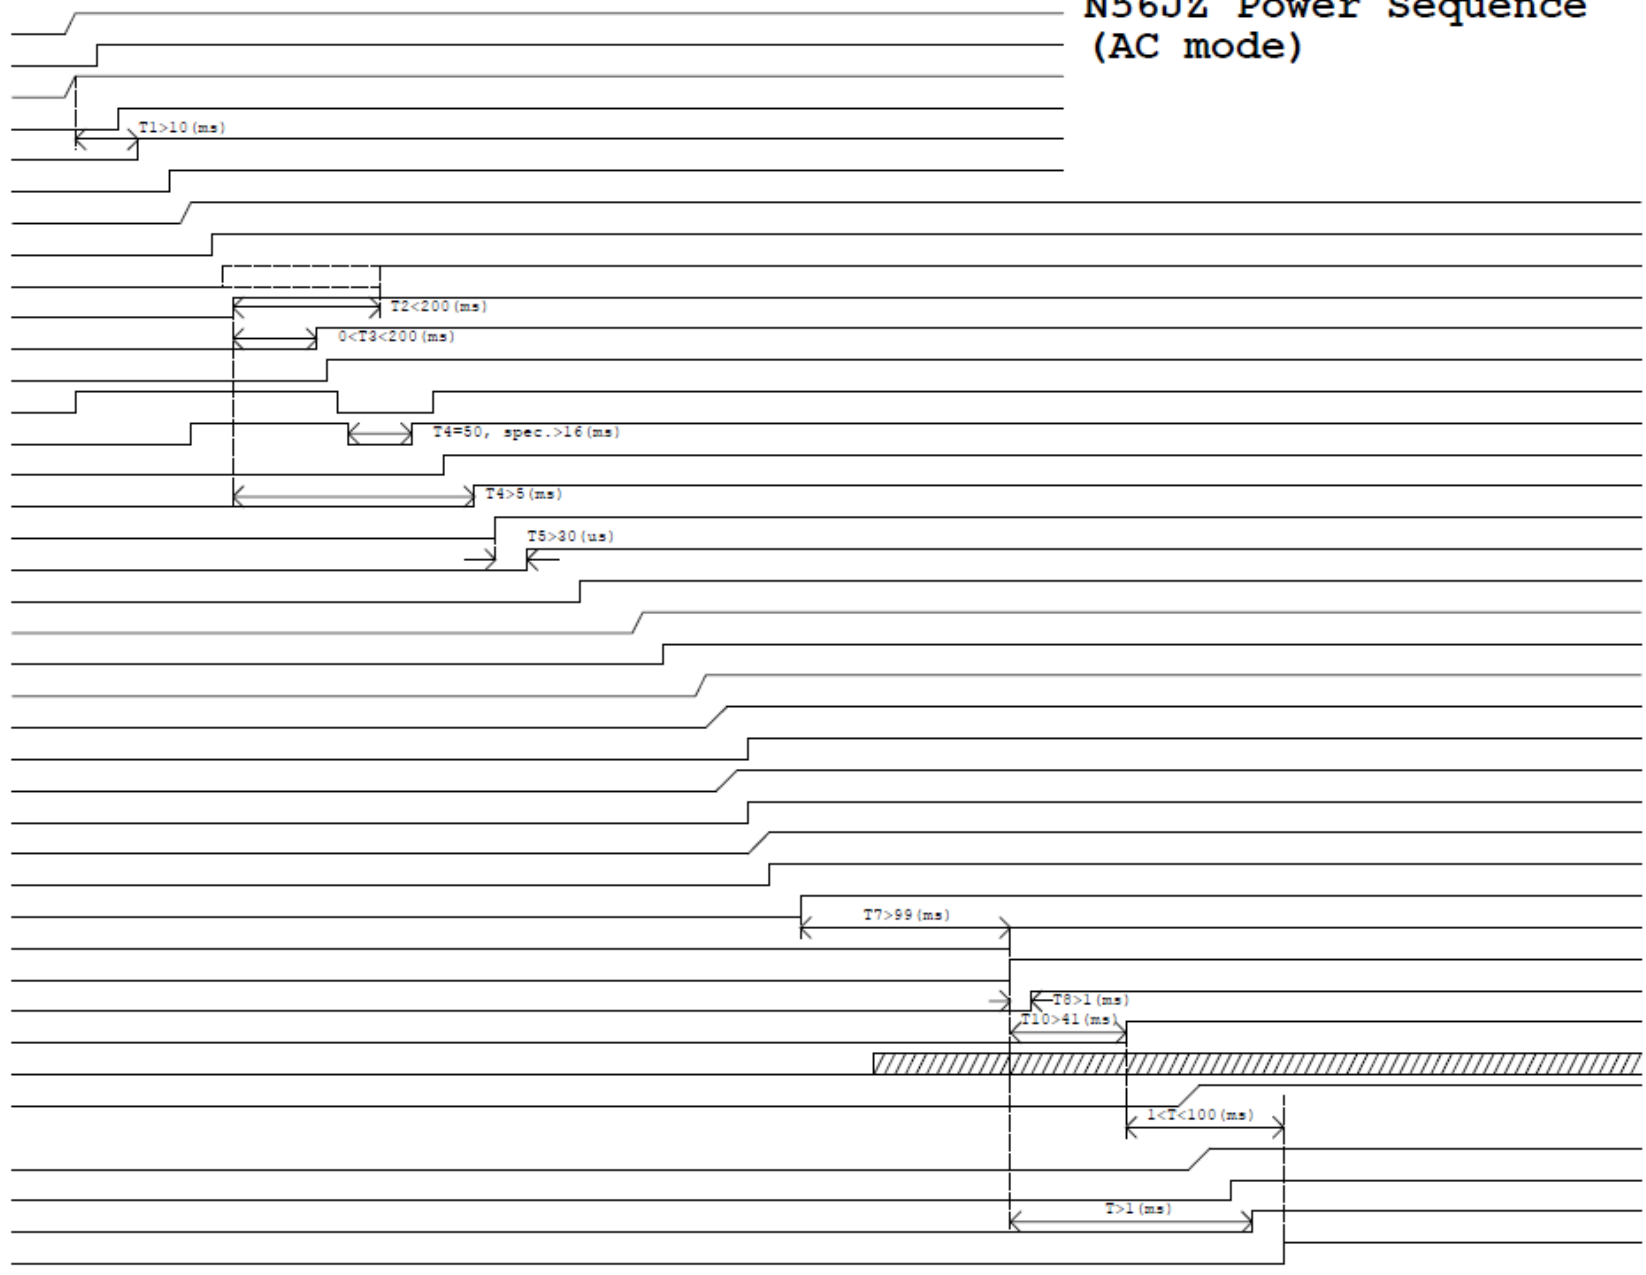 N56JZ Power Sequence
(AC mode)
T1>10(ms)
T2<200(ms)
0<T3<200(ms)
T4=50, spec.>16(ms)
T4>5(ms)
T5>30(us)
T7>99(ms)
T8>1(ms)
T10>41(ms)
1<T<100(ms)
T>1(ms)